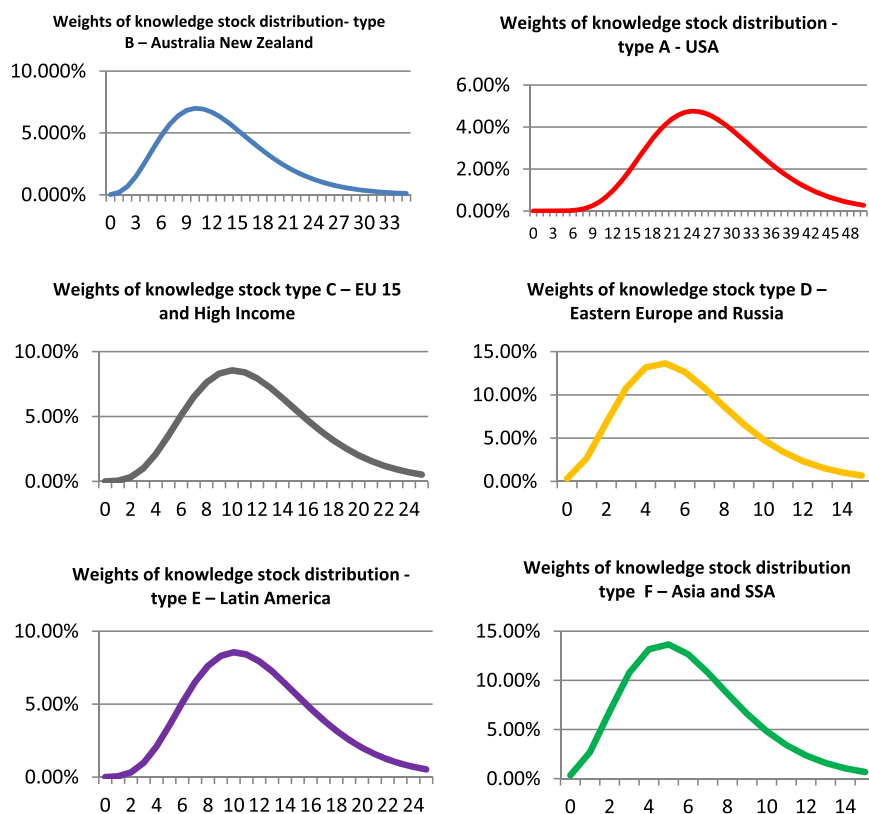 Weights of knowledge stock distribution- type
B – Australia New Zealand
10.000%
5.000%
0.000%
0 3 6 9 12 15 18 21 24 27 30 33
Weights of knowledge stock distribution -
type A - USA
6.00%
4.00%
2.00%
0.00%
0 3 6 9 12 15 18 21 24 27 30 33 36 39 42 45 48
Weights of knowledge stock type C – EU 15
and High Income
10.00%
5.00%
0.00%
0 2 4 6 8 10 12 14 16 18 20 22 24
Weights of knowledge stock type D –
Eastern Europe and Russia
15.00%
10.00%
5.00%
0.00%
0 2 4 6 8 10 12 14
Weights of knowledge stock distribution -
type E – Latin America
10.00%
5.00%
0.00%
0 2 4 6 8 10 12 14 16 18 20 22 24
Weights of knowledge stock distribution
type F – Asia and SSA
15.00%
10.00%
5.00%
0.00%
0 2 4 6 8 10 12 14